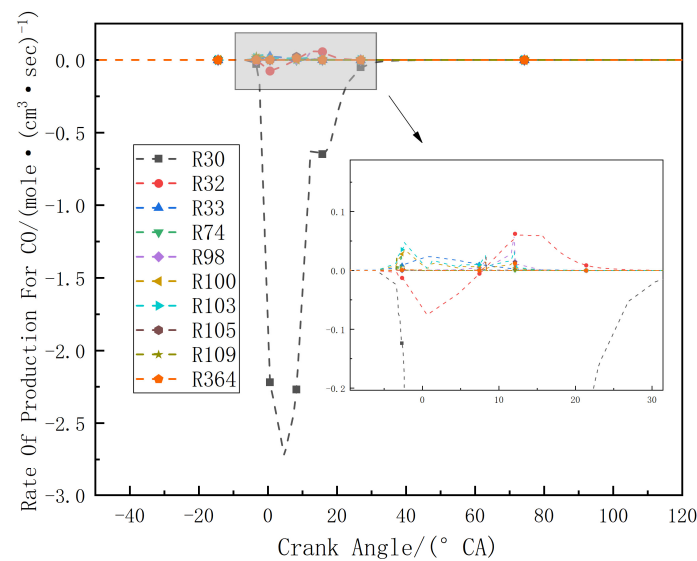 Rate Of Production For CO/(mole•(cm³•sec)⁻¹)
0.0
-0.5
-1.0
-1.5
-2.0
-2.5
-3.0
R30
R32
R33
R74
R98
R100
R103
R105
R109
R364
0.1
0.0
-0.1
-0.2
0
10
20
30
-40
-20
0
20
40
60
80
100
120
Crank Angle/(° CA)